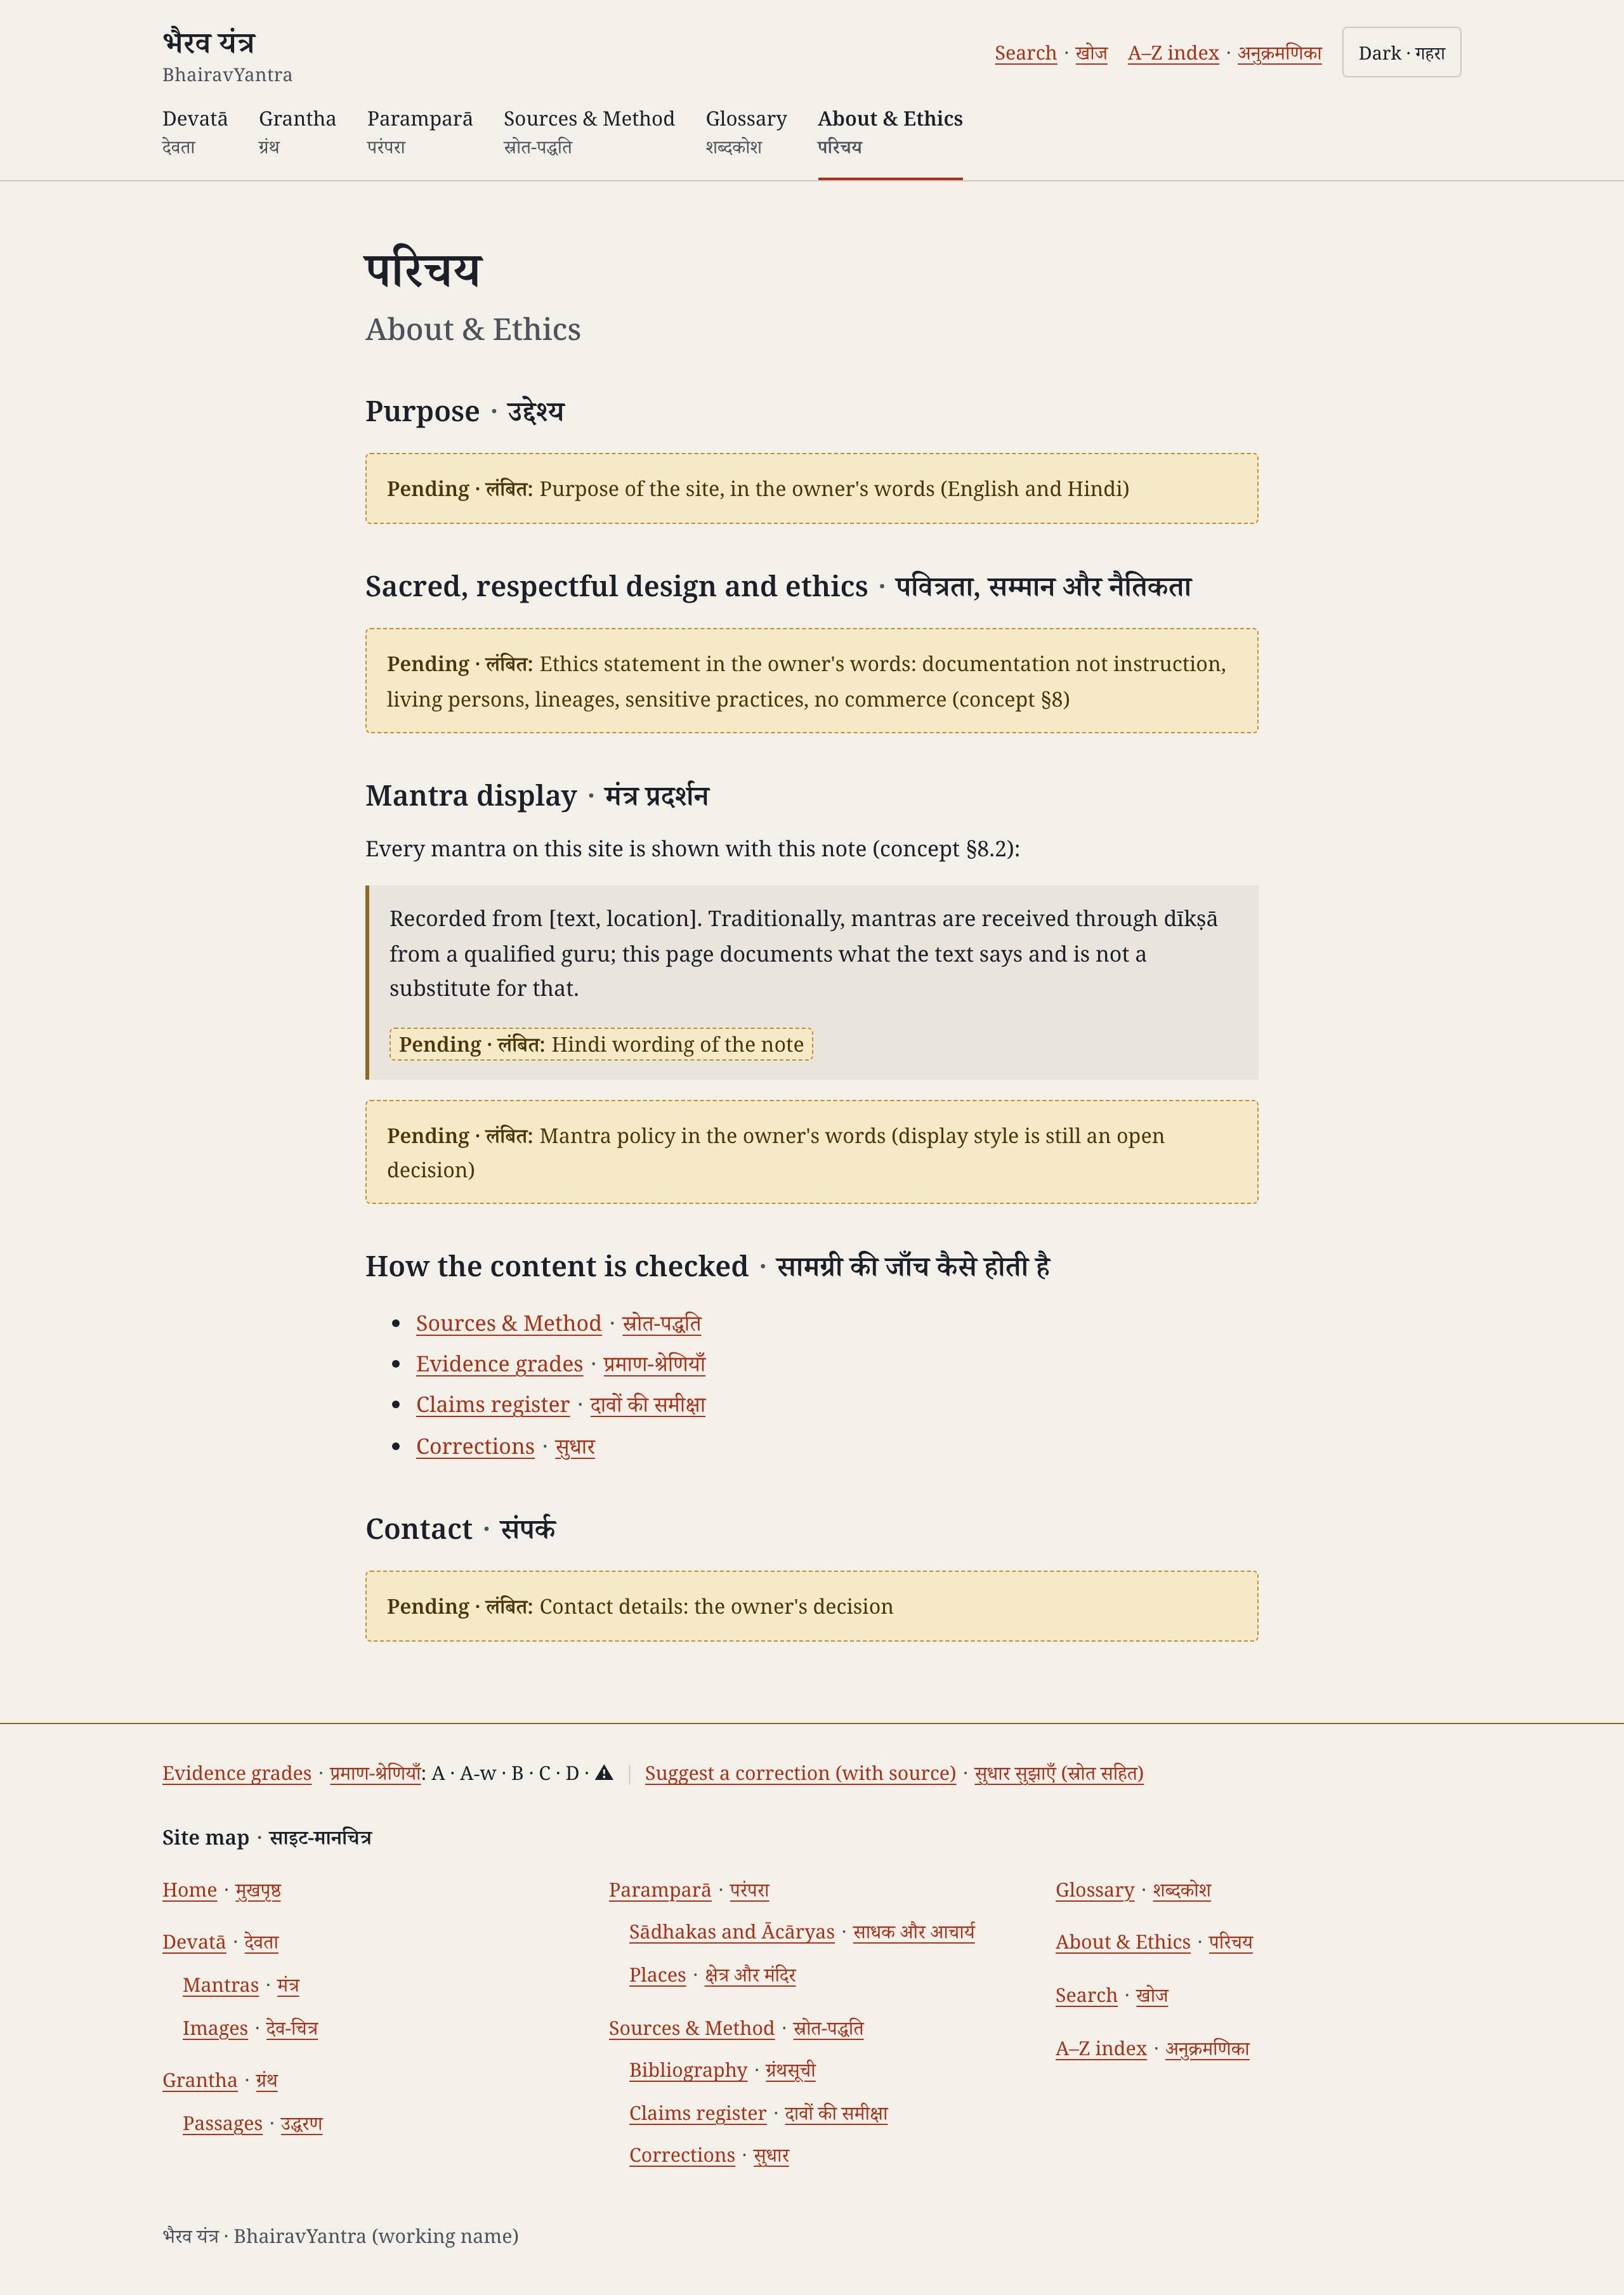 भैरव यंत्र
BhairavYantra
Search · खोज A–Z index · अनुक्रमणिका Dark · गहरा
Devatā Grantha Paramparā Sources & Method Glossary About & Ethics
देवता ग्रंथ परंपरा स्रोत-पद्धति शब्दकोश परिचय
परिचय
About & Ethics
Purpose · उद्देश्य
Pending · लंबित: Purpose of the site, in the owner's words (English and Hindi)
Sacred, respectful design and ethics · पवित्रता, सम्मान और नैतिकता
Pending · लंबित: Ethics statement in the owner's words: documentation not instruction,
living persons, lineages, sensitive practices, no commerce (concept §8)
Mantra display · मंत्र प्रदर्शन
Every mantra on this site is shown with this note (concept §8.2):
Recorded from [text, location]. Traditionally, mantras are received through dīkṣā
from a qualified guru; this page documents what the text says and is not a
substitute for that.
Pending · लंबित: Hindi wording of the note
Pending · लंबित: Mantra policy in the owner's words (display style is still an open
decision)
How the content is checked · सामग्री की जाँच कैसे होती है
• Sources & Method · स्रोत-पद्धति
• Evidence grades · प्रमाण-श्रेणियाँ
• Claims register · दावों की समीक्षा
• Corrections · सुधार
Contact · संपर्क
Pending · लंबित: Contact details: the owner's decision
Evidence grades · प्रमाण-श्रेणियाँ: A · A-w · B · C · D · ⚠ | Suggest a correction (with source) · सुधार सुझाएँ (स्रोत सहित)
Site map · साइट-मानचित्र
Home · मुखपृष्ठ
Devatā · देवता
Mantras · मंत्र
Images · देव-चित्र
Grantha · ग्रंथ
Passages · उद्धरण
Paramparā · परंपरा
Sādhakas and Ācāryas · साधक और आचार्य
Places · क्षेत्र और मंदिर
Sources & Method · स्रोत-पद्धति
Bibliography · ग्रंथसूची
Claims register · दावों की समीक्षा
Corrections · सुधार
Glossary · शब्दकोश
About & Ethics · परिचय
Search · खोज
A–Z index · अनुक्रमणिका
भैरव यंत्र · BhairavYantra (working name)